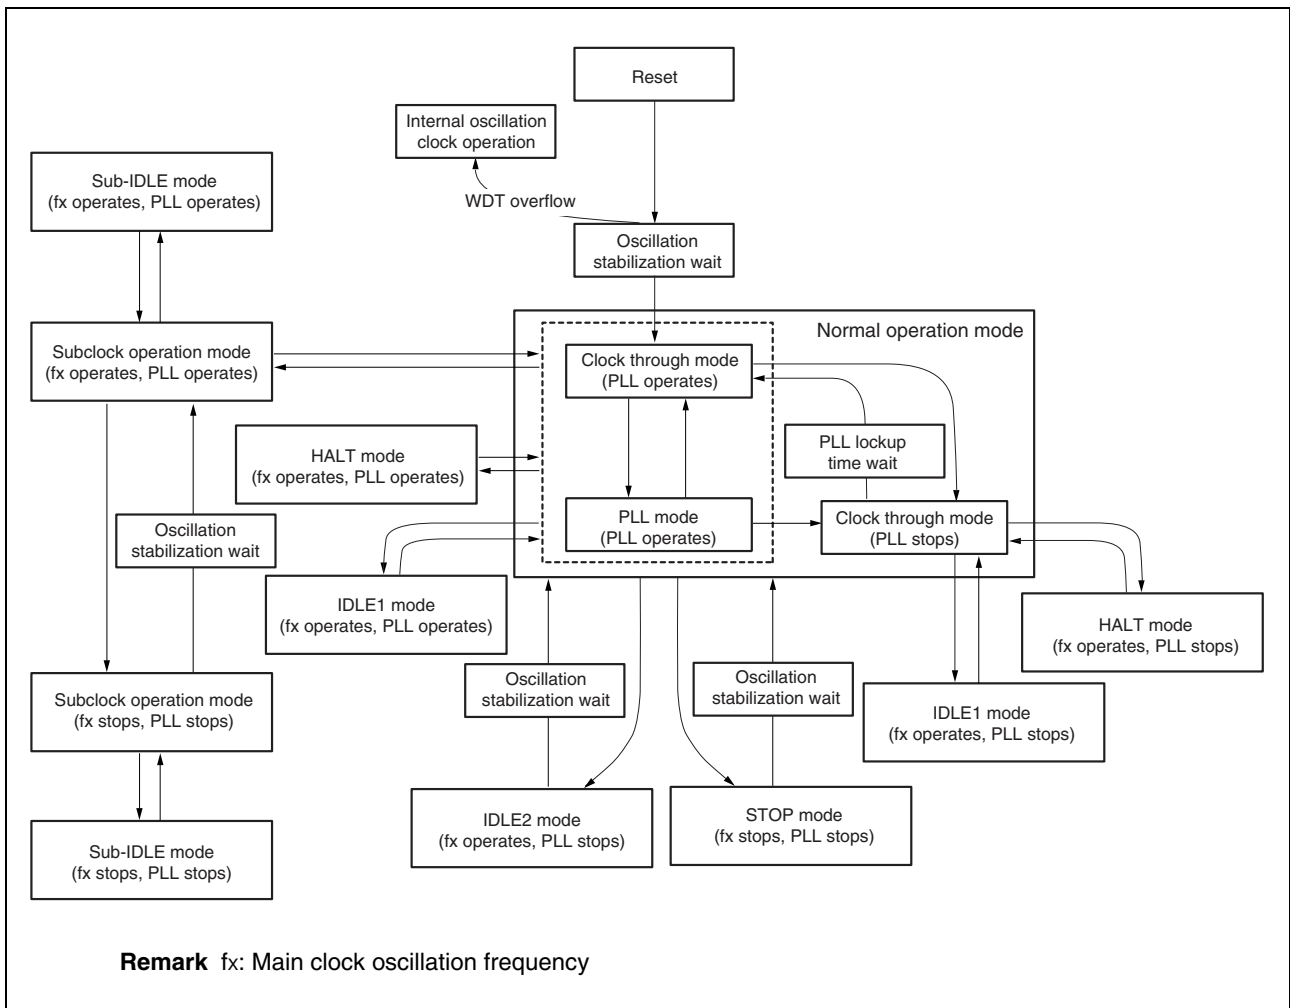 Reset
Internal oscillation
clock operation
WDT overflow
Sub-IDLE mode
(fx operates, PLL operates)
Oscillation
stabilization wait
Normal operation mode
Subclock operation mode
(fx operates, PLL operates)
Clock through mode
(PLL operates)
HALT mode
(fx operates, PLL operates)
PLL lockup
time wait
PLL mode
(PLL operates)
Clock through mode
(PLL stops)
Oscillation
stabilization wait
IDLE1 mode
(fx operates, PLL operates)
HALT mode
(fx operates, PLL stops)
Oscillation
stabilization wait
Oscillation
stabilization wait
Subclock operation mode
(fx stops, PLL stops)
IDLE1 mode
(fx operates, PLL stops)
IDLE2 mode
(fx operates, PLL stops)
STOP mode
(fx stops, PLL stops)
Sub-IDLE mode
(fx stops, PLL stops)
Remark fx: Main clock oscillation frequency